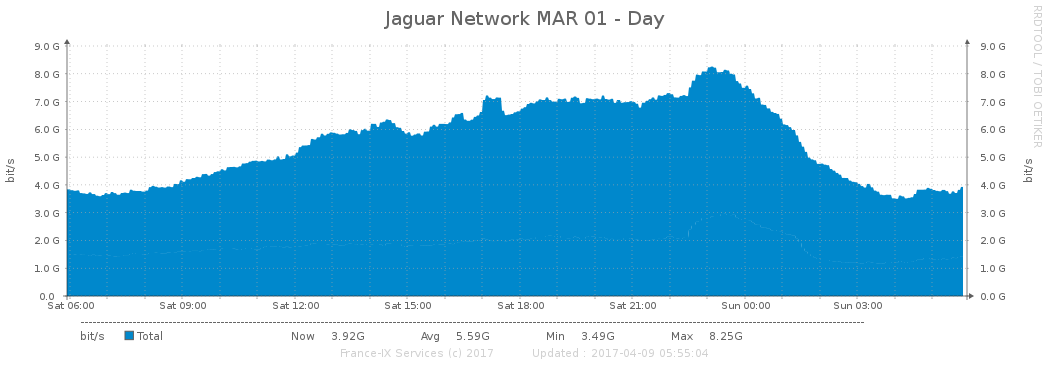 Jaguar Network MAR 01 - Day
RRDTOOL / TOBI OETIKER
bit/s
9.0 G 9.0 G
8.0 G 8.0 G
7.0 G 7.0 G
6.0 G 6.0 G
5.0 G 5.0 G
4.0 G 4.0 G
3.0 G 3.0 G
2.0 G 2.0 G
1.0 G 1.0 G
0.0 0.0 G
bit/s
Sat 06:00 Sat 09:00 Sat 12:00 Sat 15:00 Sat 18:00 Sat 21:00 Sun 00:00 Sun 03:00
bit/s Total Now 3.92G Avg 5.59G Min 3.49G Max 8.25G
France-IX Services (c) 2017 Updated : 2017-04-09 05:55:04